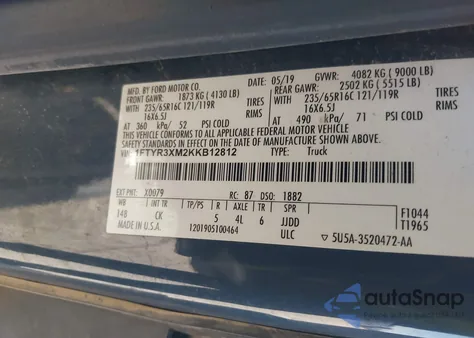 MFD. BY FORD MOTOR CO.
05/19 GVWR: 4082 KG ( 9000 LB)
FRONT GAWR: 1873 KG ( 4130 LB) REAR GAWR: 2502 KG ( 5515 LB)
235/65R16C 121/119R TIRES 235/65R16C 121/119R TIRES
16X6.5J RIMS 16X6.5J RIMS
AT 360 kPa/ 52 PSI COLD AT 490 kPa/ 71 PSI COLD
THIS VEHICLE CONFORMS TO ALL APPLICABLE FEDERAL MOTOR VEHICLE
SAFETY STANDARDS IN EFFECT ON THE DATE OF MANUFACTURE SHOWN ABOVE.
VIN: 1FTYR3XM2KKB12812 TYPE: Truck
EXT PNT: X0079 RC: 87 DSO: 1882
WB INT TR TP/PS R AXLE TR SPR F1044
148 CK 5 4L 6 JJDD T1965
MADE IN U.S.A. 1201905100464 ULC 5U5A-3520472-AA
autoSnap